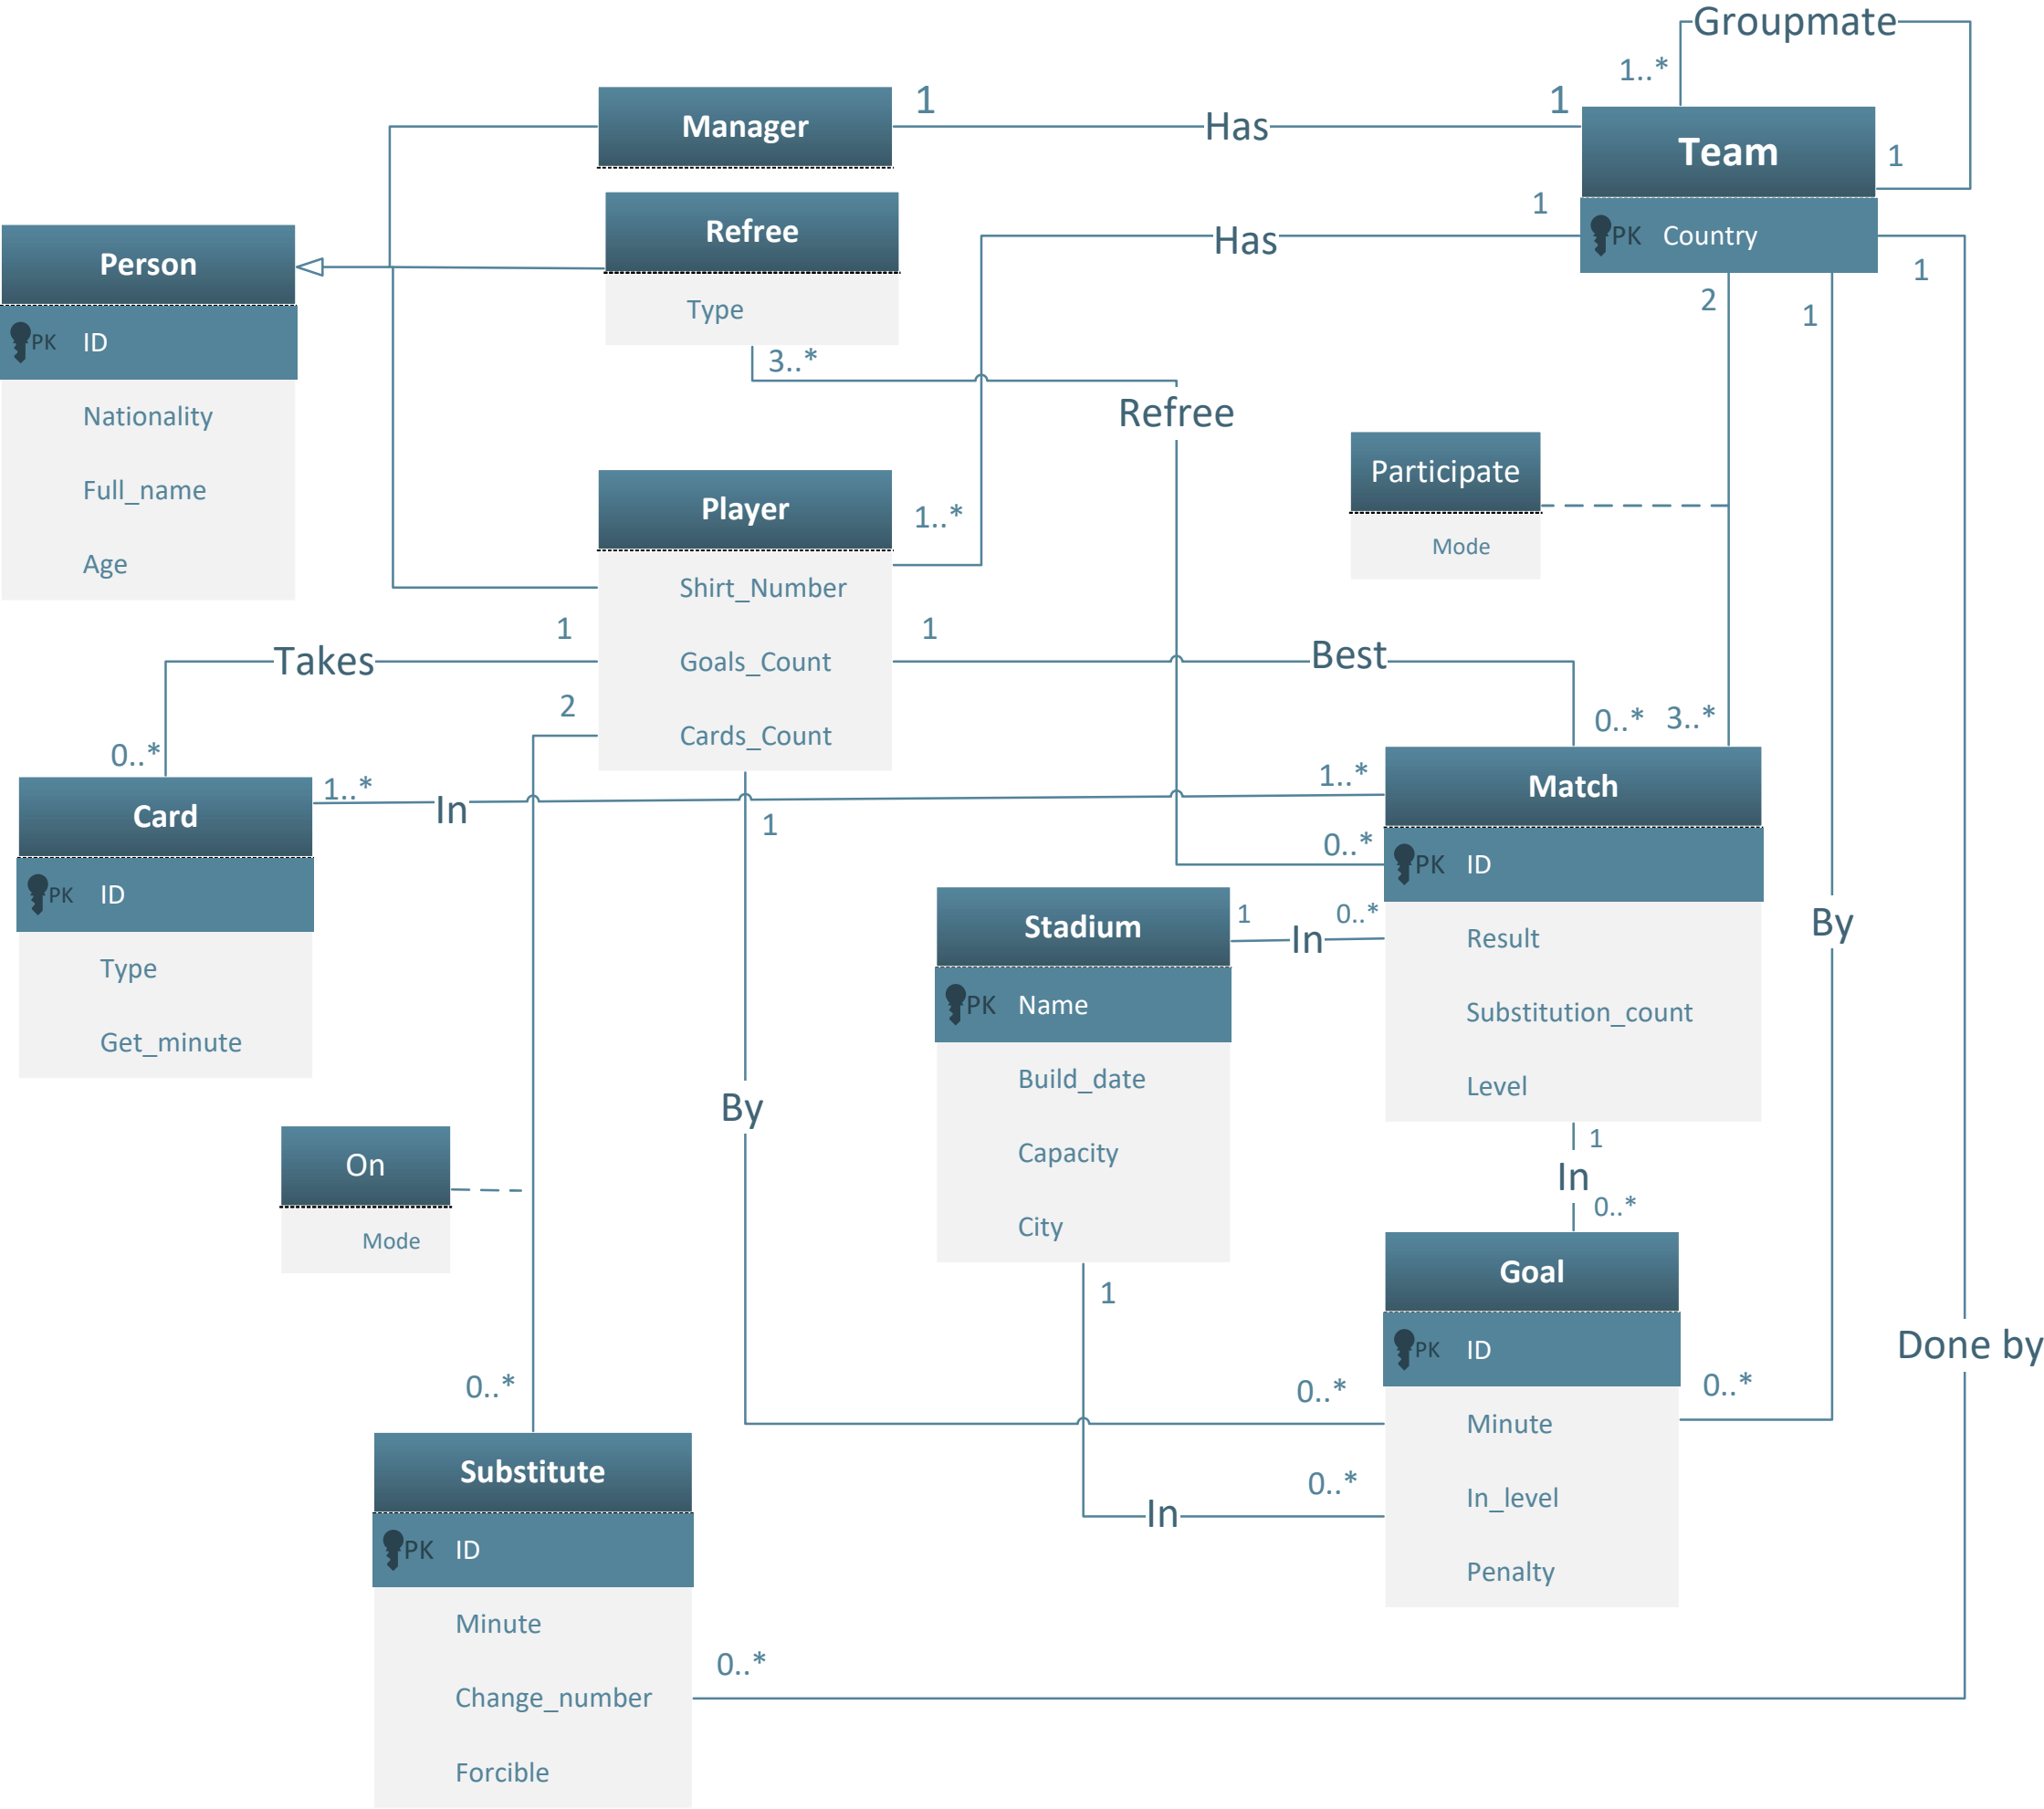 Groupmate
1..*
1
Manager
1
Has
1
Team
PK Country
Refree
Type
3..*
Person
PK ID
Nationality
Full_name
Age
1
Has
1..*
2
1
1
Refree
Participate
Mode
Player
Shirt_Number
Goals_Count
Cards_Count
1
Takes
0..*
1
Best
0..*
3..*
2
1
Card
PK ID
Type
Get_minute
1..*
In
1..*
0..*
Match
PK ID
Result
Substitution_count
Level
Stadium
PK Name
Build_date
Capacity
City
1
In
0..*
By
By
On
Mode
1
In
0..*
1
Goal
PK ID
Minute
In_level
Penalty
0..*
0..*
0..*
In
Done by
0..*
Substitute
PK ID
Minute
Change_number
Forcible
0..*